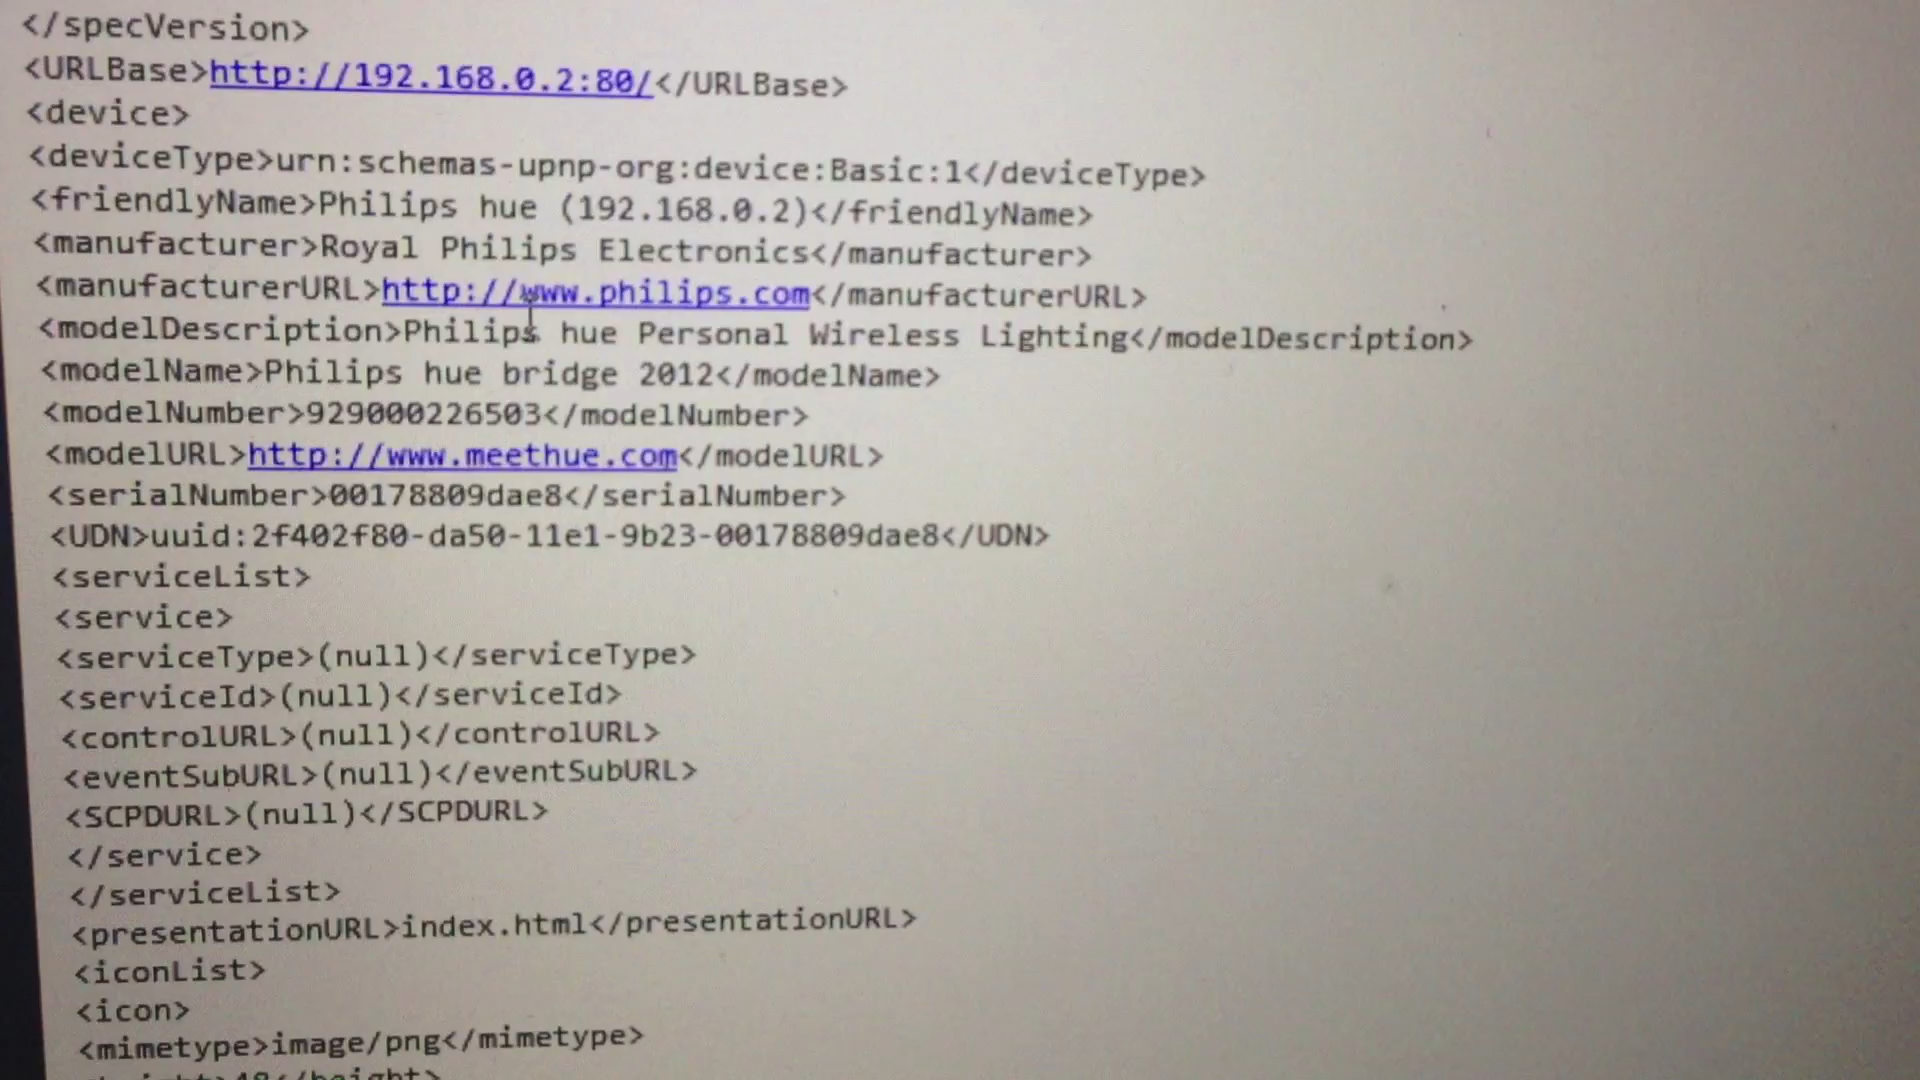 </specVersion>
<URLBase>http://192.168.0.2:80/</URLBase>
<device>
<deviceType>urn:schemas-upnp-org:device:Basic:1</deviceType>
<friendlyName>Philips hue (192.168.0.2)</friendlyName>
<manufacturer>Royal Philips Electronics</manufacturer>
<manufacturerURL>http://www.philips.com</manufacturerURL>
<modelDescription>Philips hue Personal Wireless Lighting</modelDescription>
<modelName>Philips hue bridge 2012</modelName>
<modelNumber>929000226503</modelNumber>
<modelURL>http://www.meethue.com</modelURL>
<serialNumber>00178809dae8</serialNumber>
<UDN>uuid:2f402f80-da50-11e1-9b23-00178809dae8</UDN>
<serviceList>
<service>
<serviceType>(null)</serviceType>
<serviceId>(null)</serviceId>
<controlURL>(null)</controlURL>
<eventSubURL>(null)</eventSubURL>
<SCPDURL>(null)</SCPDURL>
</service>
</serviceList>
<presentationURL>index.html</presentationURL>
<iconList>
<icon>
<mimetype>image/png</mimetype>
<height>48</height>